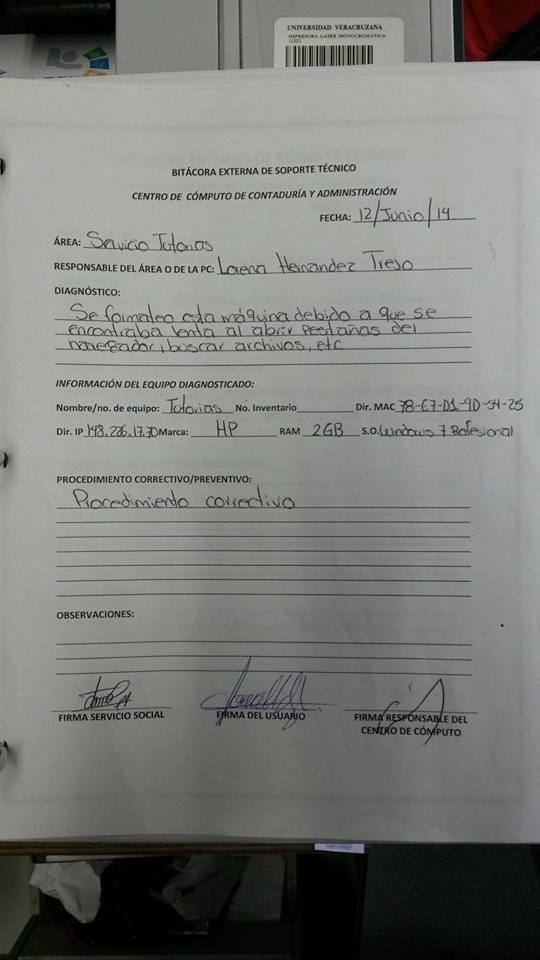 UNIVERSIDAD VERACRUZANA
IMPRESORA LASER MONOCROMATICA
BITÁCORA EXTERNA DE SOPORTE TÉCNICO
CENTRO DE CÓMPUTO DE CONTADURÍA Y ADMINISTRACIÓN
FECHA: 12/Junio/14
ÁREA: Servicio Tutorias
RESPONSABLE DEL ÁREA O DE LA PC: Lorena Hernandez Treso
DIAGNÓSTICO:
Se formateo esta máquina debido a que se
encontraba lenta al abrir Pestañas del
navegador, buscar archivos, etc
INFORMACIÓN DEL EQUIPO DIAGNOSTICADO:
Nombre/no. de equipo: Tutorias No. Inventario Dir. MAC 78-E7-D1-9D-54-25
Dir. IP 148.226.17.70 Marca: HP RAM 2GB S.O. Windows 7 Profesional
PROCEDIMIENTO CORRECTIVO/PREVENTIVO:
Procedimiento correctivo
OBSERVACIONES:
FIRMA SERVICIO SOCIAL FIRMA DEL USUARIO FIRMA RESPONSABLE DEL
CENTRO DE CÓMPUTO